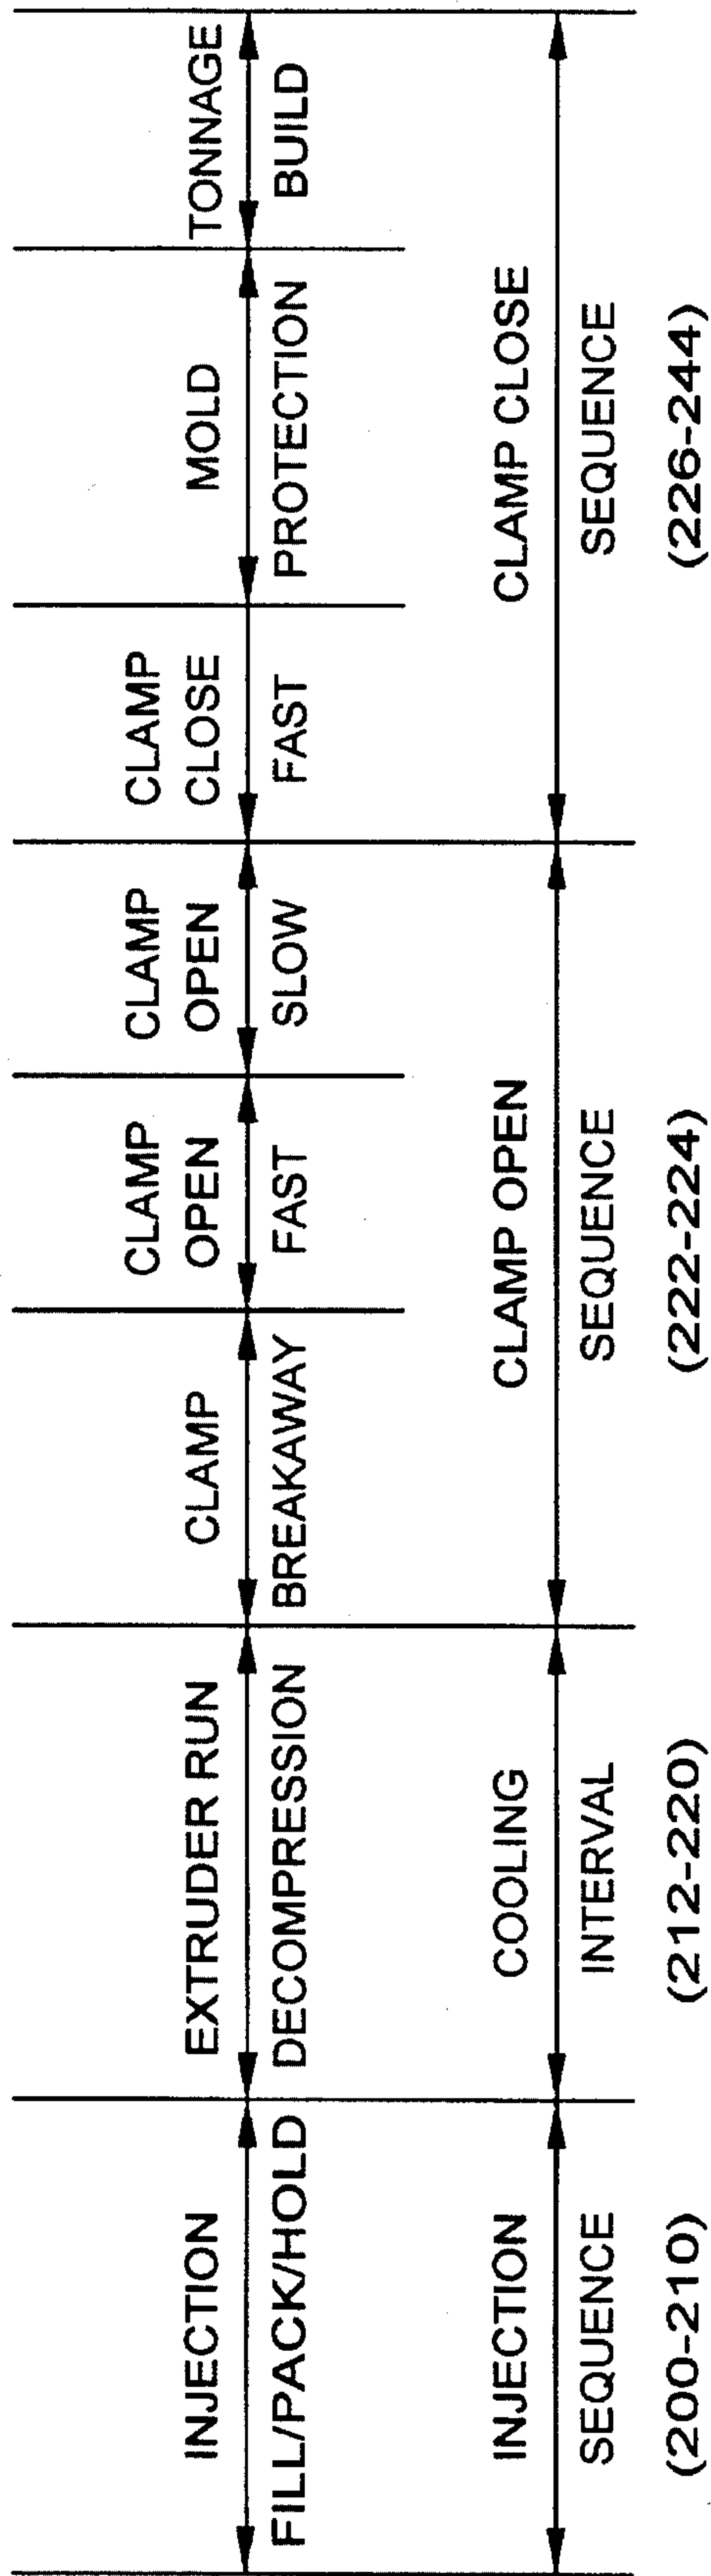 INJECTION
FILL/PACK/HOLD
EXTRUDER RUN
DECOMPRESSION
CLAMP
BREAKAWAY
CLAMP
OPEN
FAST
CLAMP
OPEN
SLOW
CLAMP
CLOSE
FAST
MOLD
PROTECTION
TONNAGE
BUILD
INJECTION
SEQUENCE
(200-210)
COOLING
INTERVAL
(212-220)
CLAMP OPEN
SEQUENCE
(222-224)
CLAMP CLOSE
SEQUENCE
(226-244)